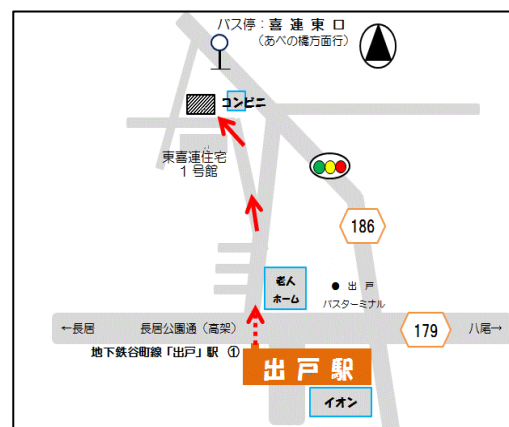 バス停：喜連東口
（あべの橋方面行）
コンビニ
東喜連住宅
1号館
186
老人
ホーム
● 出戸
バスターミナル
←長居
長居公園通（高架）
179
八尾→
地下鉄谷町線「出戸」駅 ①
出戸駅
イオン